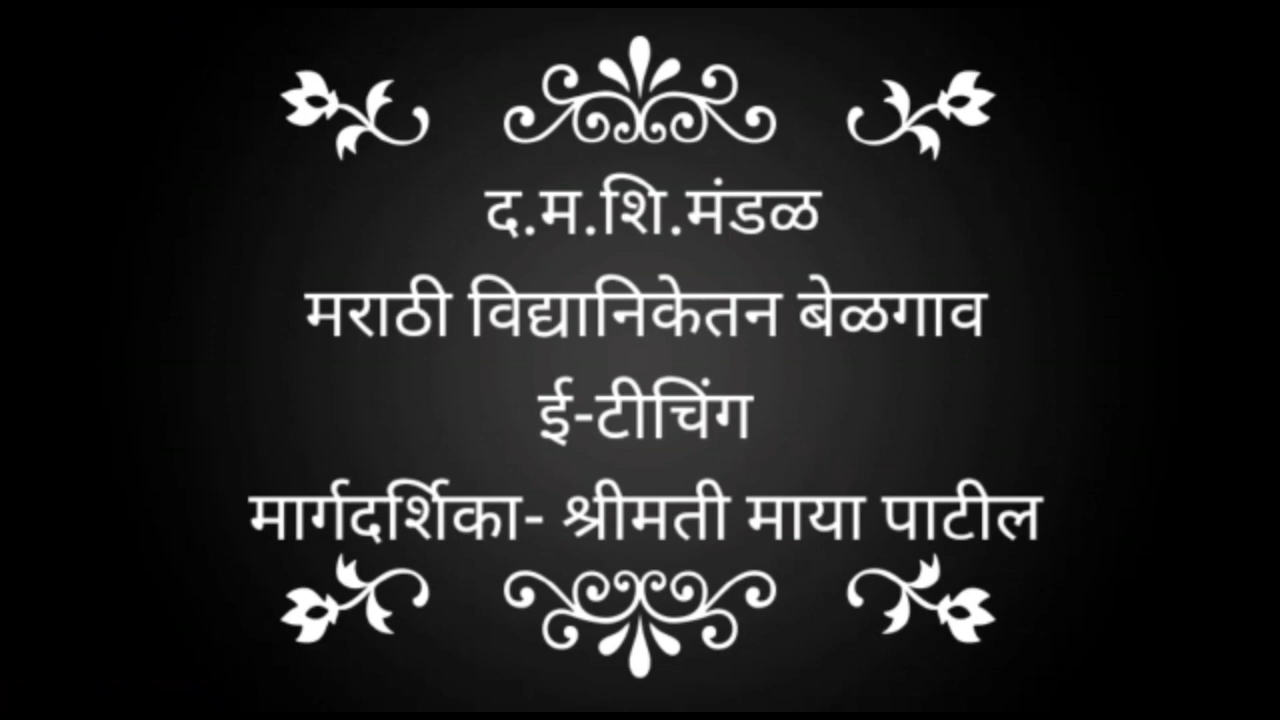 द.म.शि.मंडळ
मराठी विद्यानिकेतन बेळगाव
ई-टीचिंग
मार्गदर्शिका- श्रीमती माया पाटील